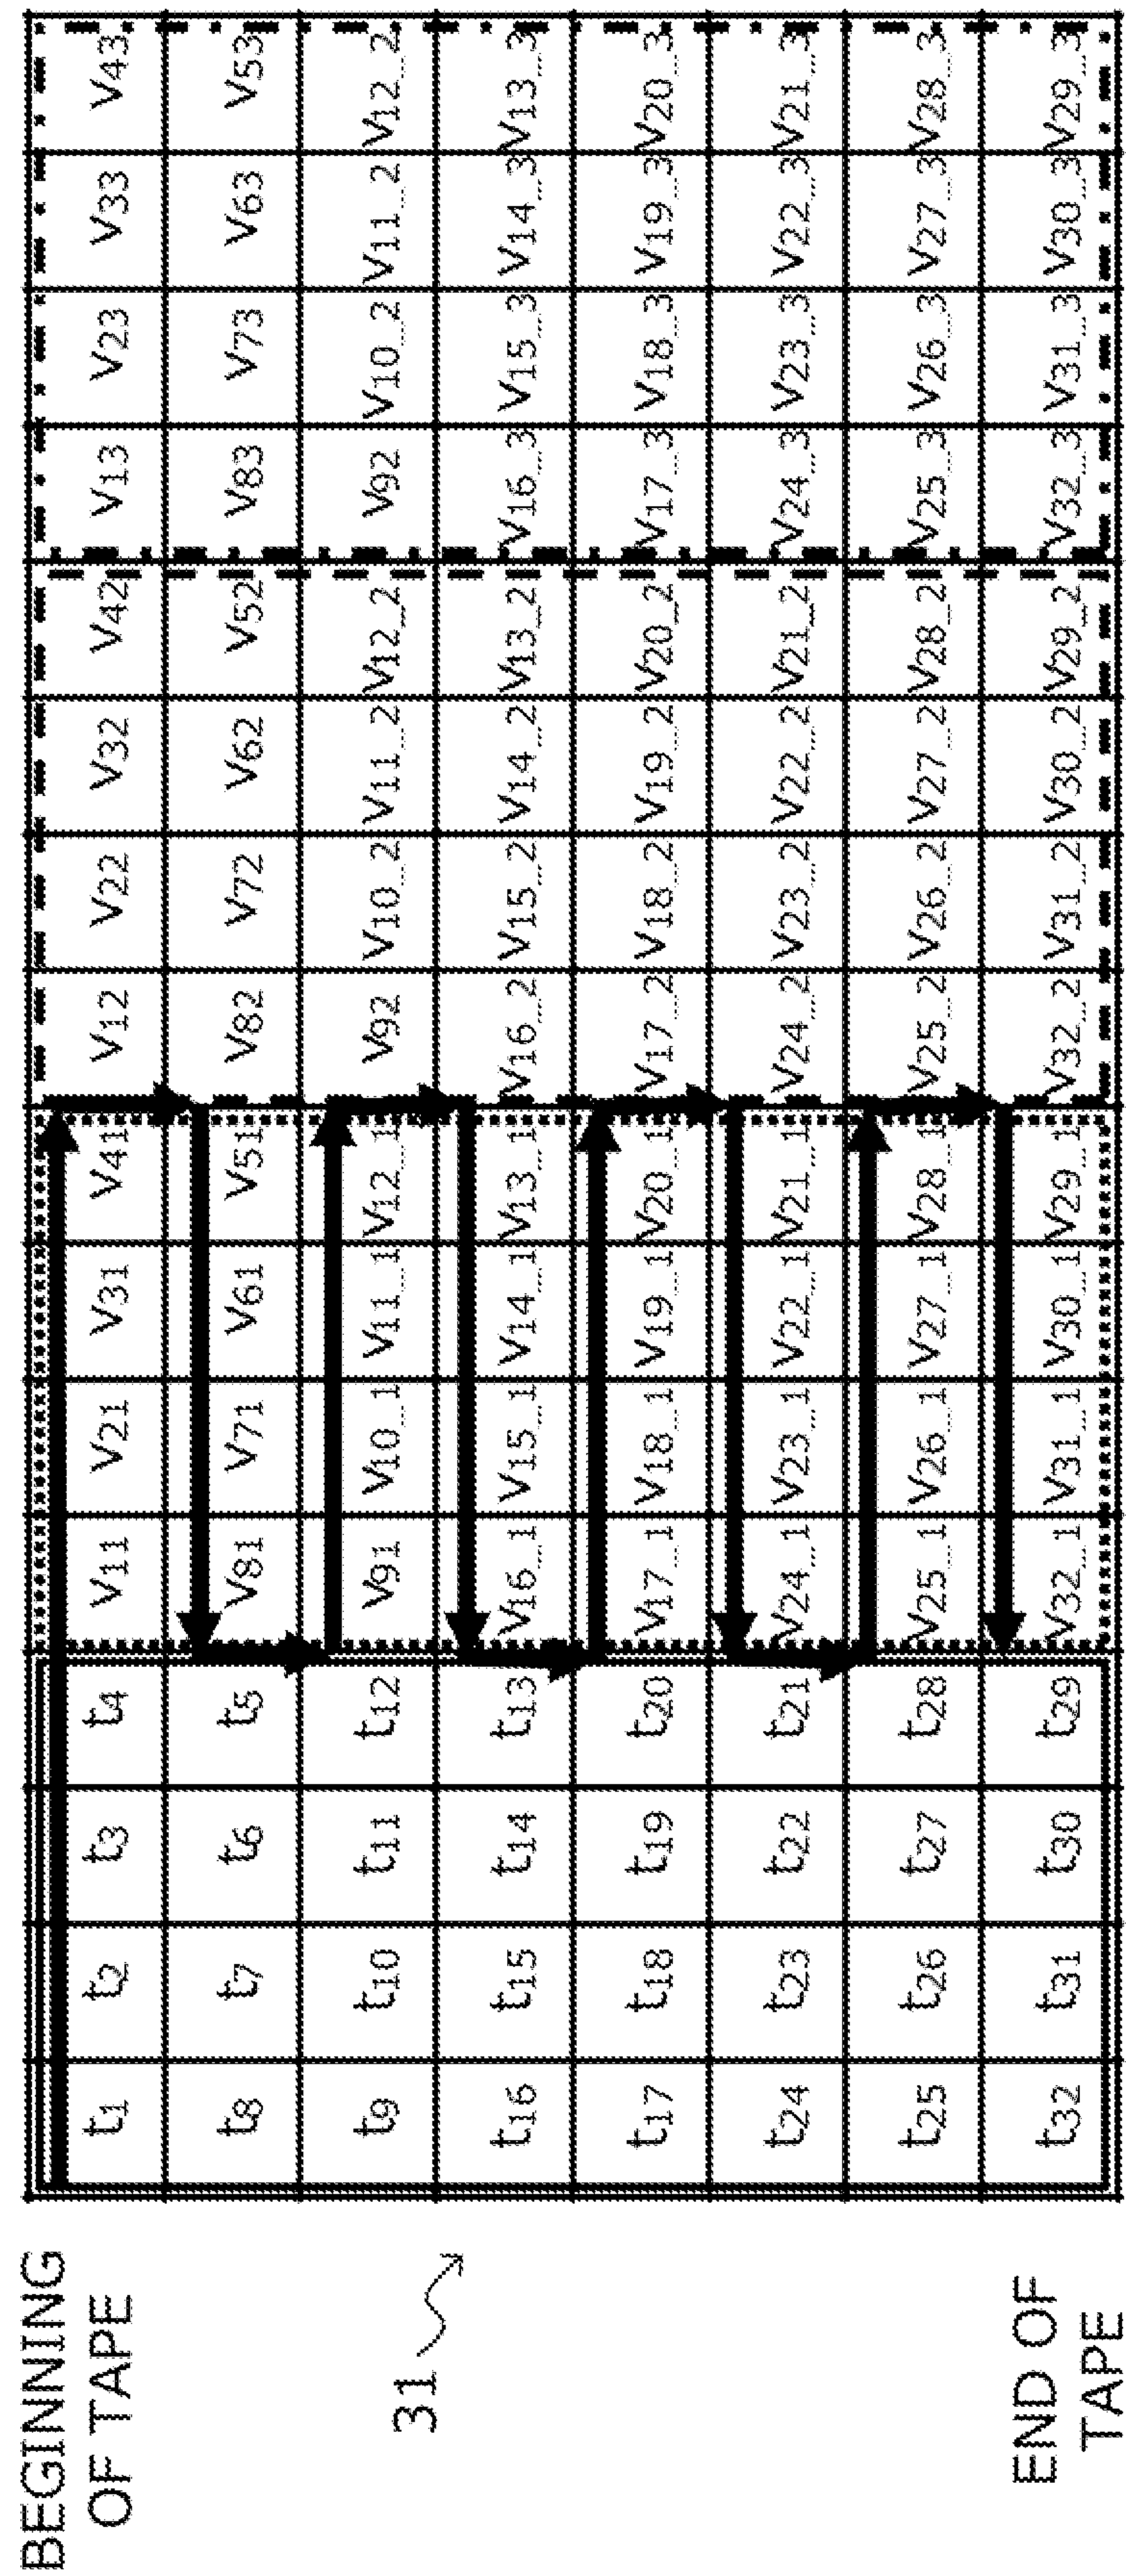 BEGINNING
OF TAPE
31
END OF
TAPE
t1 t2 t3 t4 v11 v21 v31 v41 v12 v22 v32 v42 v13 v23 v33 v43
t8 t7 t6 t5 v81 v71 v61 v51 v82 v72 v62 v52 v83 v73 v63 v53
t9 t10 t11 t12 v91 v10_1 v11_1 v12_1 v92 v10_2 v11_2 v12_2 v92 v10_2 v11_2 v12_2
t16 t15 t14 t13 v16_1 v15_1 v14_1 v13_1 v16_2 v15_2 v14_2 v13_2 v16_3 v15_3 v14_3 v13_3
t17 t18 t19 t20 v17_1 v18_1 v19_1 v20_1 v17_2 v18_2 v19_2 v20_2 v17_3 v18_3 v19_3 v20_3
t24 t23 t22 t21 v24_1 v23_1 v22_1 v21_1 v24_2 v23_2 v22_2 v21_2 v24_3 v23_3 v22_3 v21_3
t25 t26 t27 t28 v25_1 v26_1 v27_1 v28_1 v25_2 v26_2 v27_2 v28_2 v25_3 v26_3 v27_3 v28_3
t32 t31 t30 t29 v32_1 v31_1 v30_1 v29_1 v32_2 v31_2 v30_2 v29_2 v32_3 v31_3 v30_3 v29_3